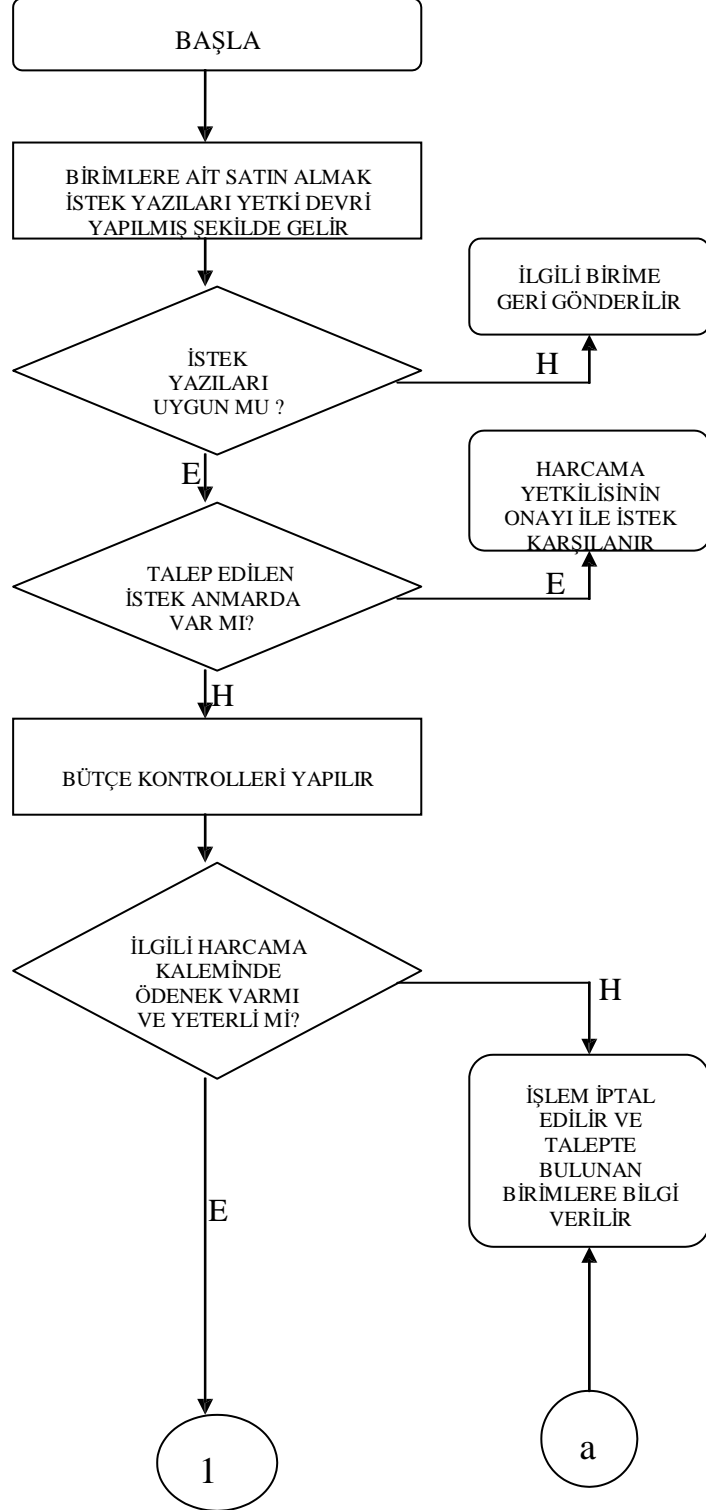 BAŞLA
BİRİMLERE AİT SATIN ALMAK
İSTEK YAZILARI YETKİ DEVRİ
YAPILMIŞ ŞEKİLDE GELİR
İLGİLİ BİRİME
GERİ GÖNDERİLİR
İSTEK
YAZILARI
UYGUN MU ?
H
E
HARCAMA
YETKİLİSİNİN
ONAYI İLE İSTEK
KARŞILANIR
TALEP EDİLEN
İSTEK ANMARDA
VAR MI?
E
H
BÜTÇE KONTROLLERİ YAPILIR
İLGİLİ HARCAMA
KALEMİNDE
ÖDENEK VARMI
VE YETERLİ Mİ?
H
İŞLEM İPTAL
EDİLİR VE
TALEPTE
BULUNAN
BİRİMLERE BİLGİ
VERİLİR
E
1
a